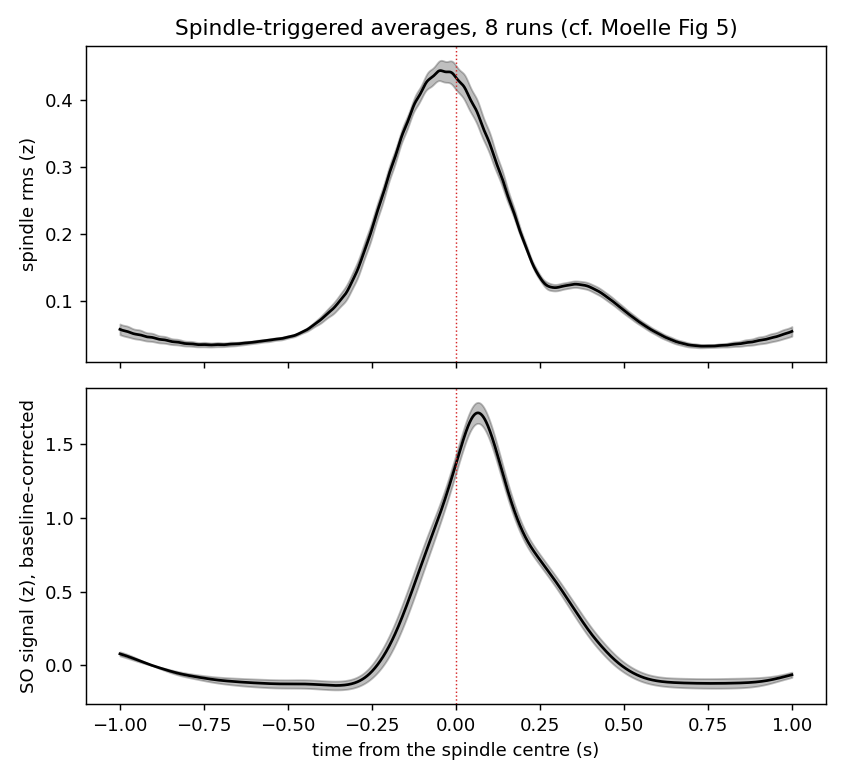 Spindle-triggered averages, 8 runs (cf. Moelle Fig 5)
spindle rms (z)
0.4
0.3
0.2
0.1
SO signal (z), baseline-corrected
1.5
1.0
0.5
0.0
−1.00 −0.75 −0.50 −0.25 0.00 0.25 0.50 0.75 1.00
time from the spindle centre (s)